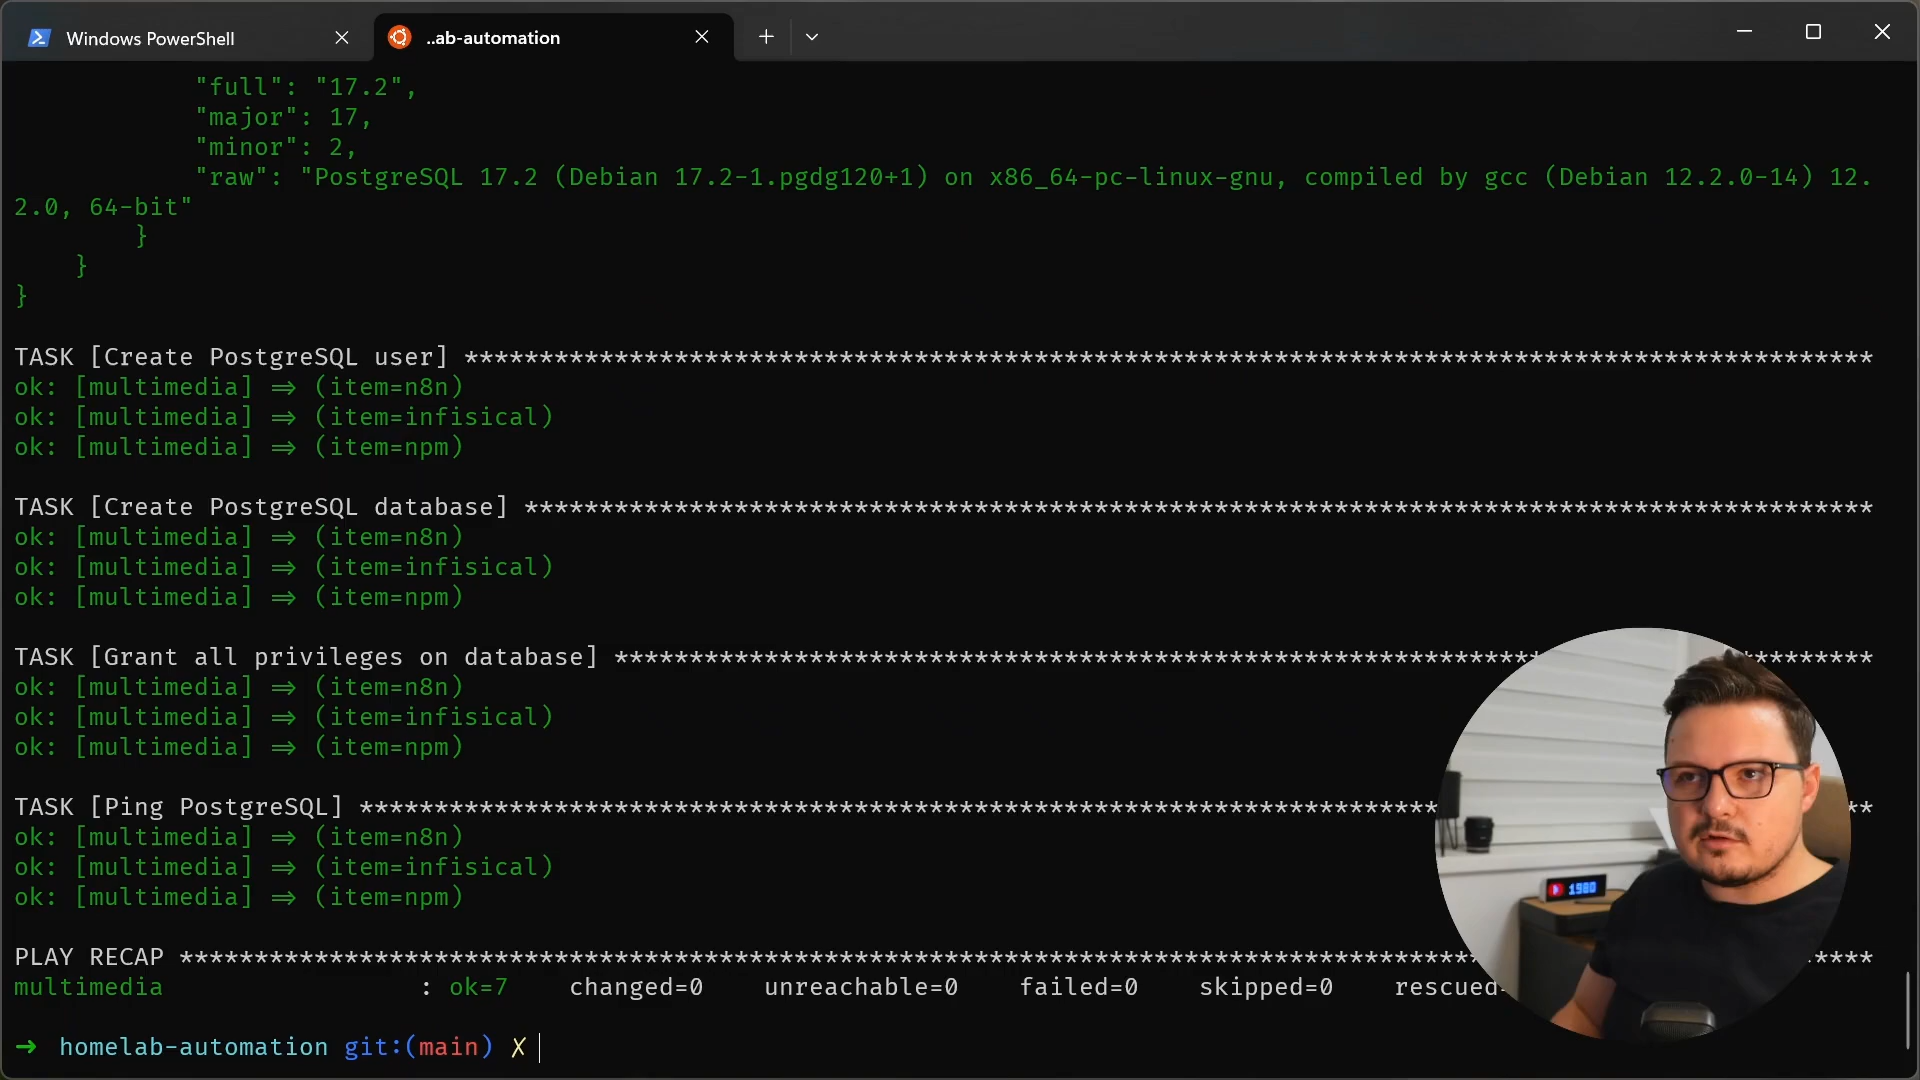 Windows PowerShell
..ab-automation
"full": "17.2",
"major": 17,
"minor": 2,
"raw": "PostgreSQL 17.2 (Debian 17.2-1.pgdg120+1) on x86_64-pc-linux-gnu, compiled by gcc (Debian 12.2.0-14) 12.
2.0, 64-bit"
}
}
}
TASK [Create PostgreSQL user] **********************************************************************************************
ok: [multimedia] => (item=n8n)
ok: [multimedia] => (item=infisical)
ok: [multimedia] => (item=npm)
TASK [Create PostgreSQL database] ******************************************************************************************
ok: [multimedia] => (item=n8n)
ok: [multimedia] => (item=infisical)
ok: [multimedia] => (item=npm)
TASK [Grant all privileges on database] ************************************************************************************
ok: [multimedia] => (item=n8n)
ok: [multimedia] => (item=infisical)
ok: [multimedia] => (item=npm)
TASK [Ping PostgreSQL] *****************************************************************************************************
ok: [multimedia] => (item=n8n)
ok: [multimedia] => (item=infisical)
ok: [multimedia] => (item=npm)
1980
PLAY RECAP *****************************************************************************************************************
multimedia : ok=7 changed=0 unreachable=0 failed=0 skipped=0 rescued=
→ homelab-automation git:(main) ✗